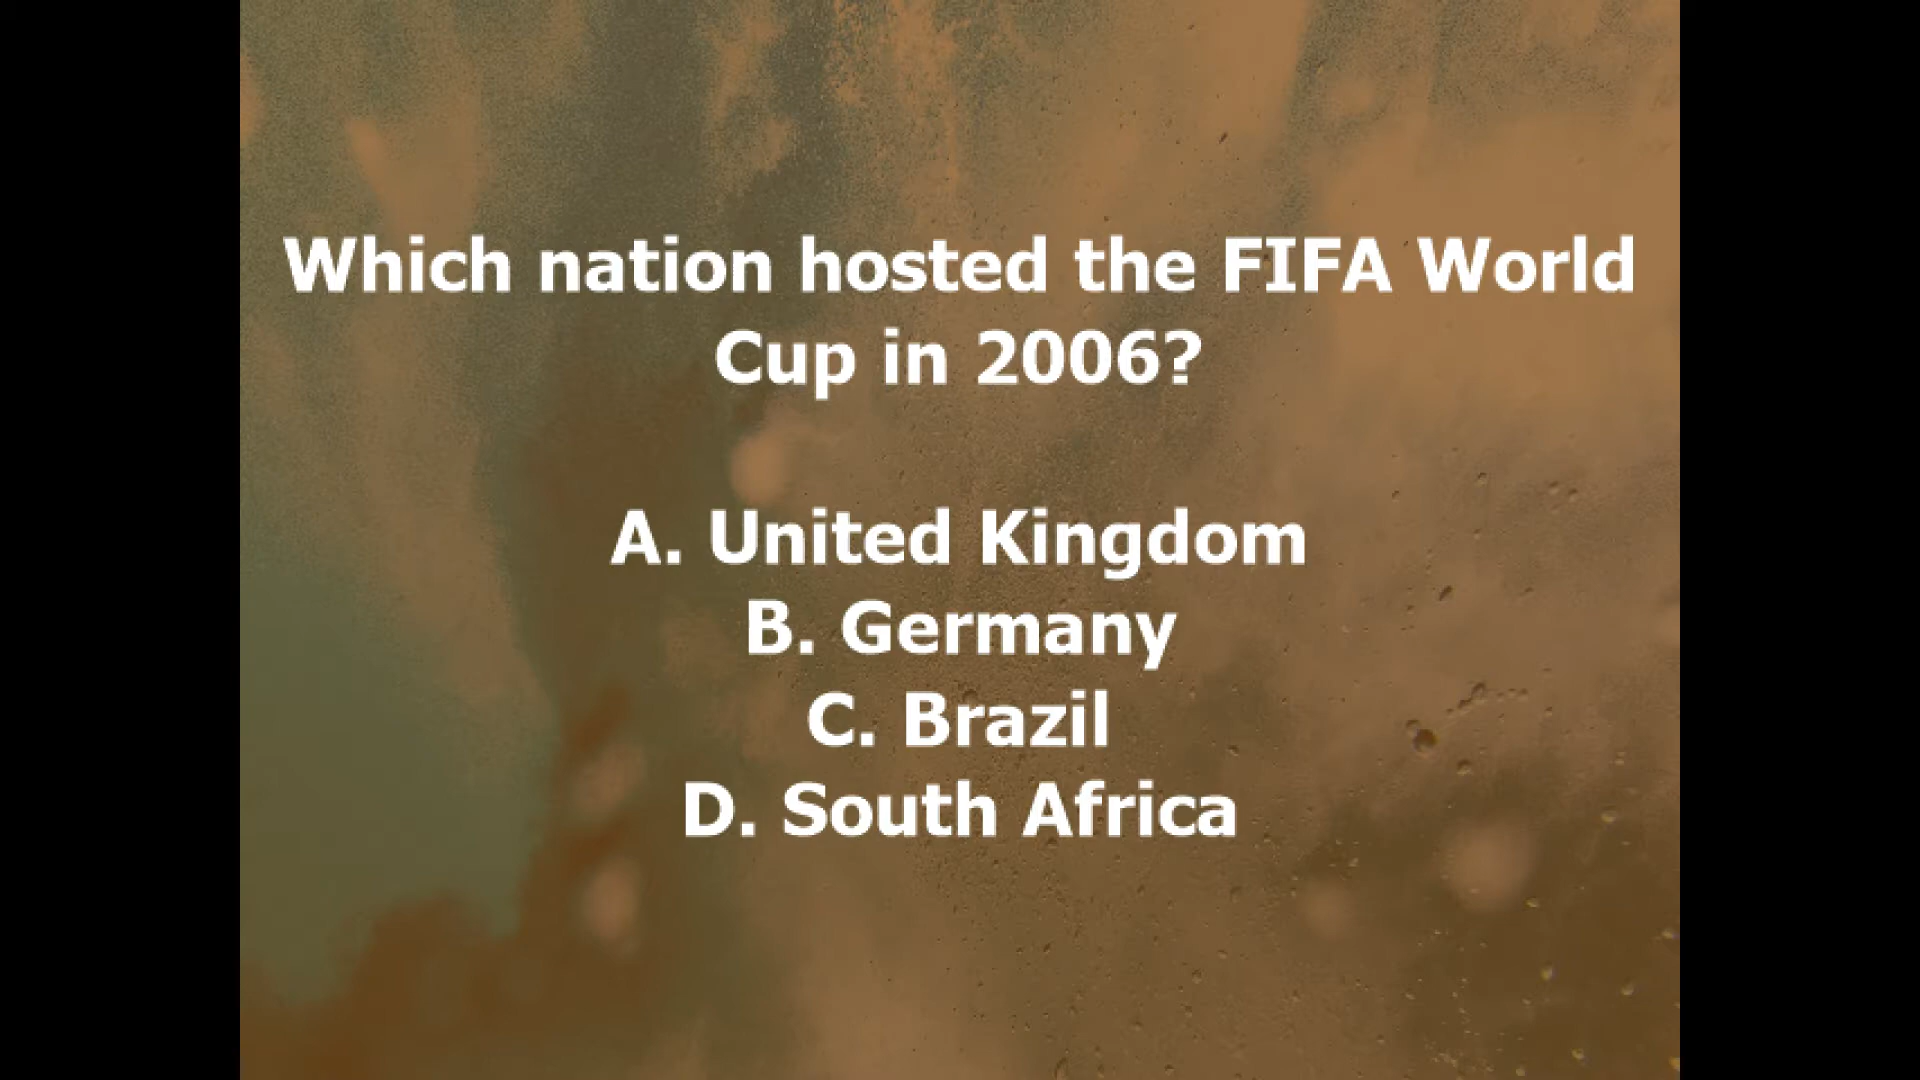 Which nation hosted the FIFA World
Cup in 2006?
A. United Kingdom
B. Germany
C. Brazil
D. South Africa